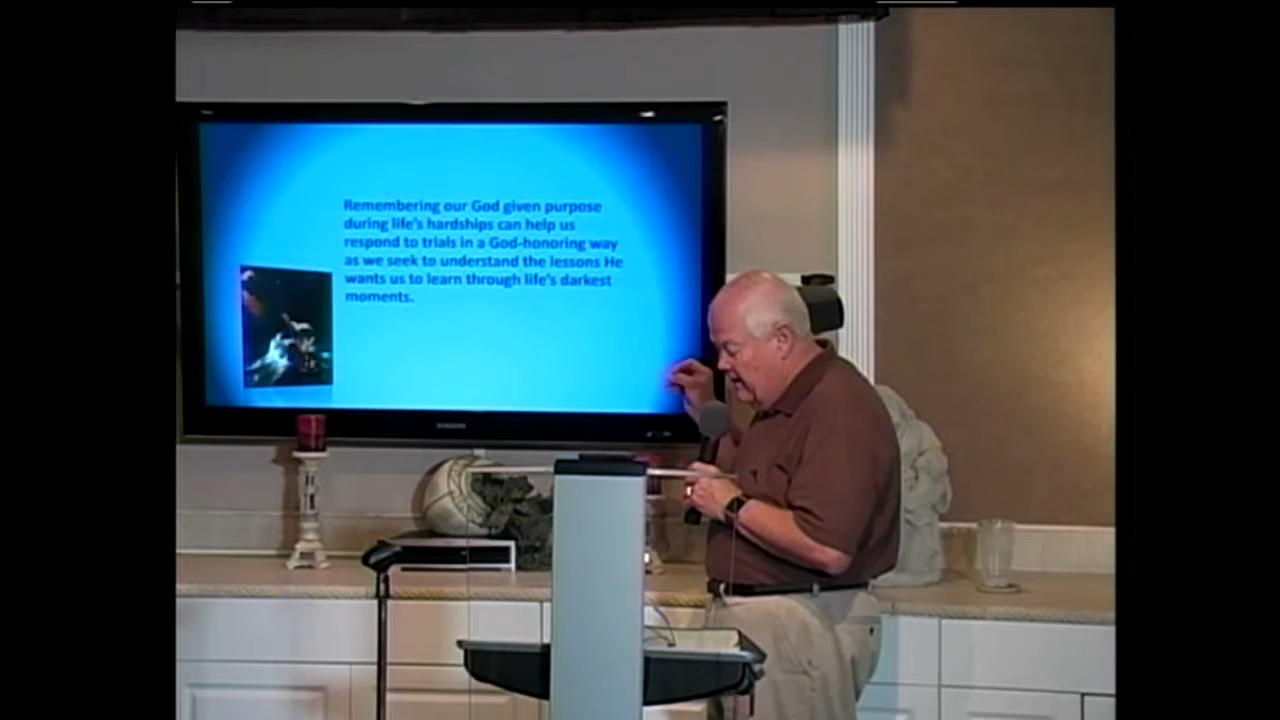 Remembering our God given purpose
during life's hardships can help us
respond to trials in a God-honoring way
as we seek to understand the lessons He
wants us to learn through life's darkest
moments.
SAMSUNG